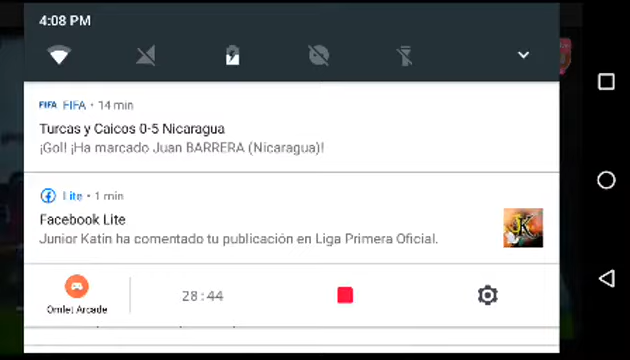 4:08 PM
FIFA FIFA • 14 min
Turcas y Caicos 0-5 Nicaragua
¡Gol! ¡Ha marcado Juan BARRERA (Nicaragua)!
Lite • 1 min
Facebook Lite
Junior Katin ha comentado tu publicación en Liga Primera Oficial.
JK
Omlet Arcade
28:44